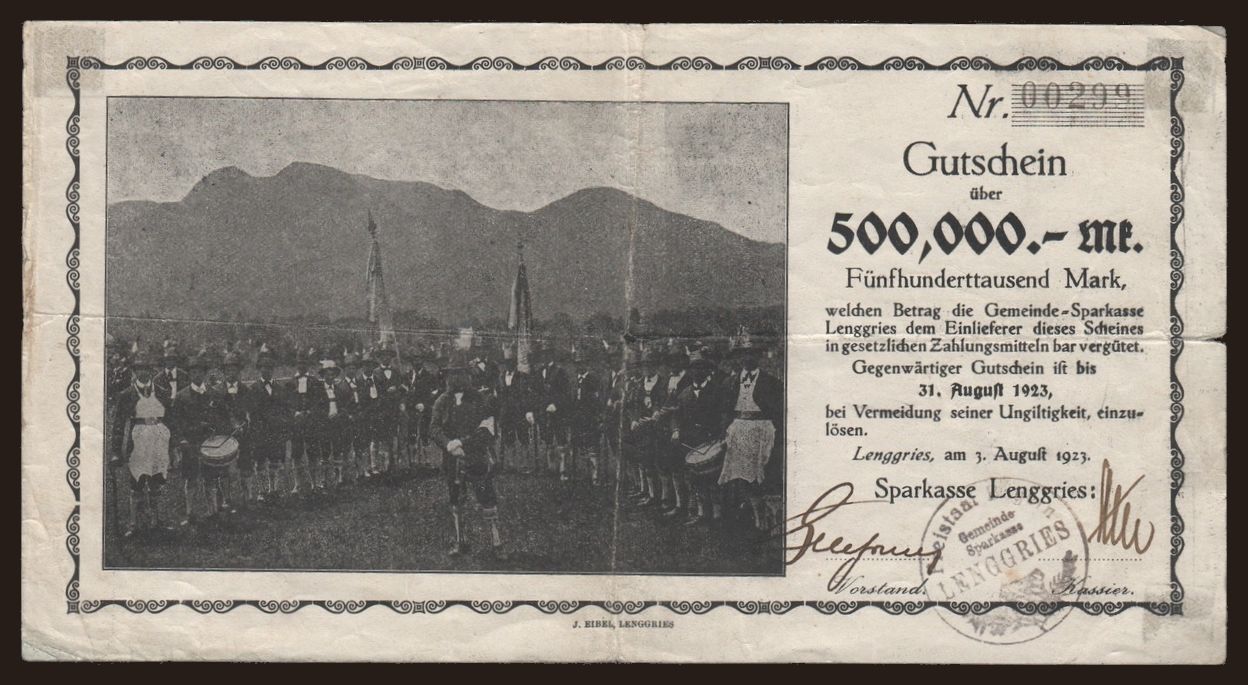 Nr. 00299
Gutschein
über
500,000.- Mk.
Fünfhunderttausend Mark,
welchen Betrag die Gemeinde-Sparkasse
Lenggries dem Einlieferer dieses Scheines
in gesetzlichen Zahlungsmitteln bar vergütet.
Gegenwärtiger Gutschein ist bis
31. August 1923,
bei Vermeidung seiner Ungiltigkeit, einzu-
lösen.
Lenggries, am 3. August 1923.
Sparkasse Lenggries:
Gemeinde-
Sparkasse
LENGGRIES
Vorstand.
Kassier.
J. EIBEL, LENGGRIES